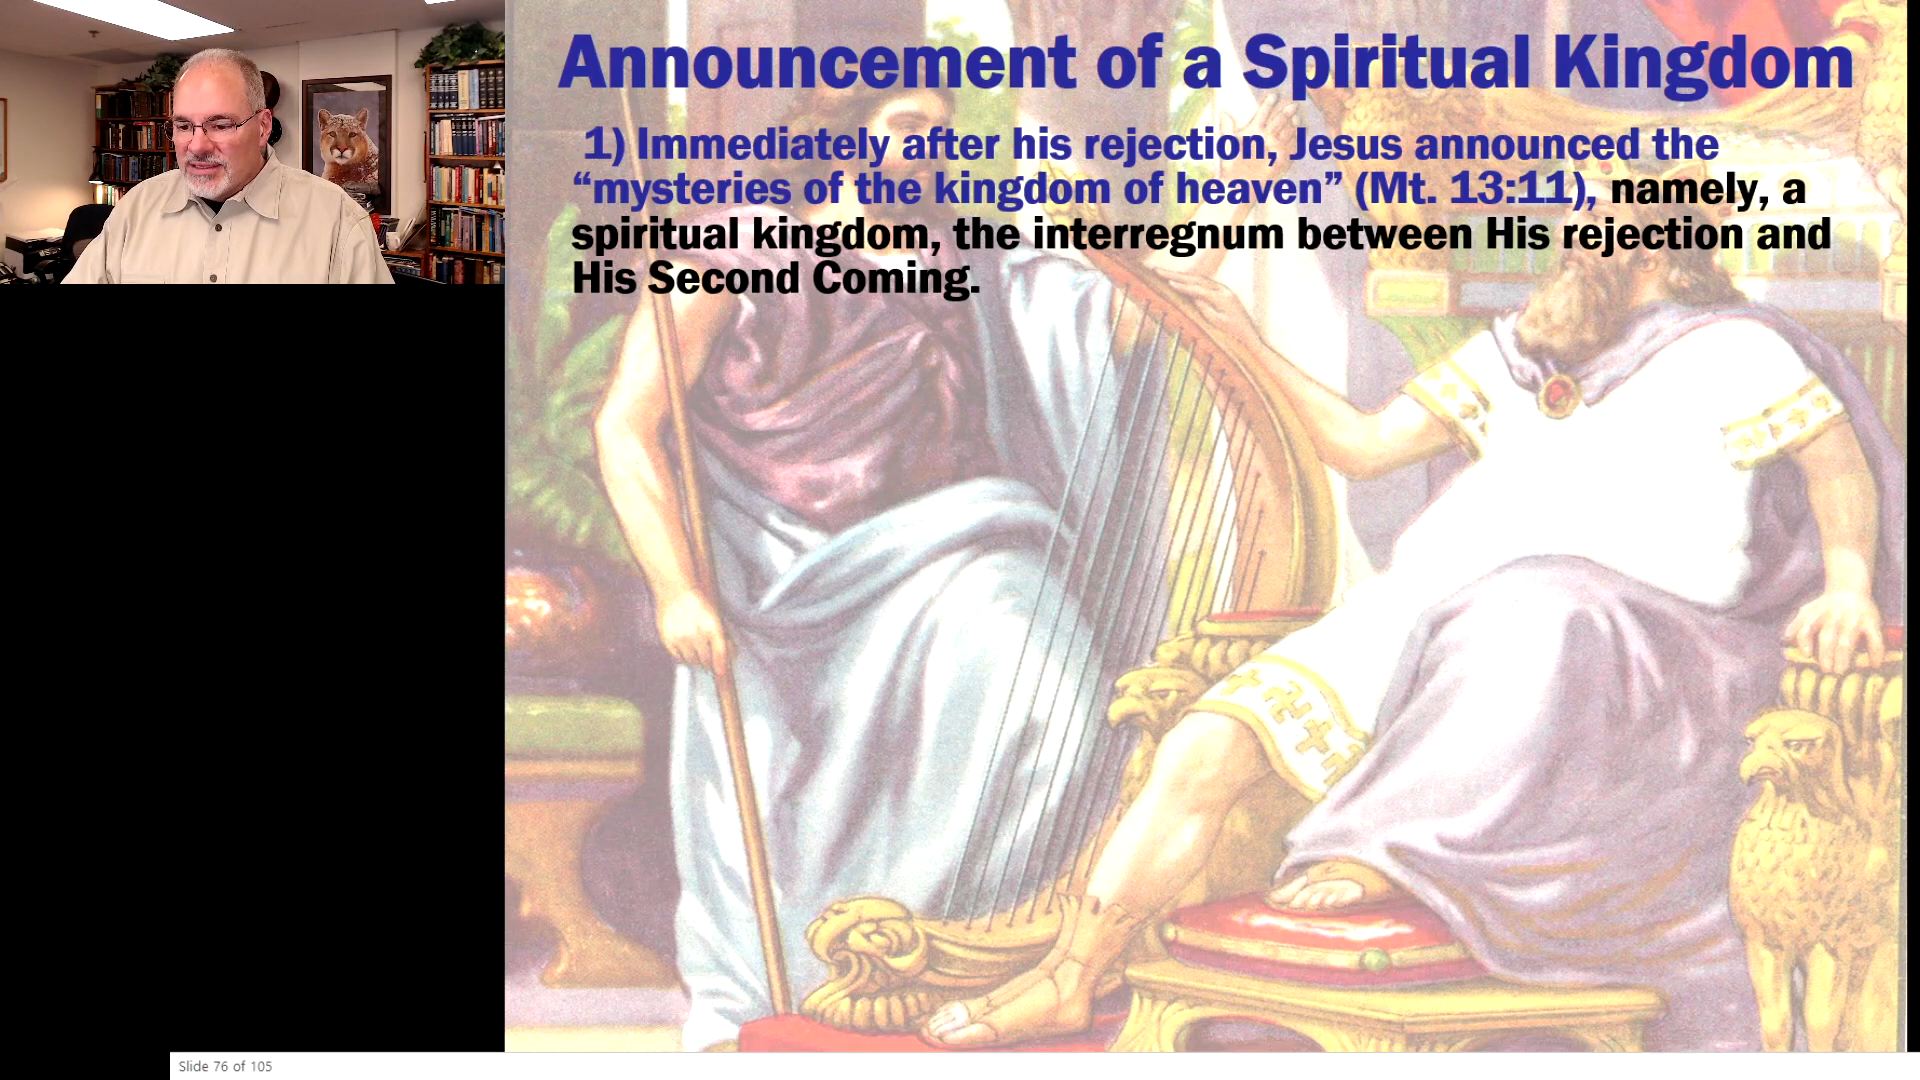 Announcement of a Spiritual Kingdom
1) Immediately after his rejection, Jesus announced the
“mysteries of the kingdom of heaven” (Mt. 13:11), namely, a
spiritual kingdom, the interregnum between His rejection and
His Second Coming.
Slide 76 of 105